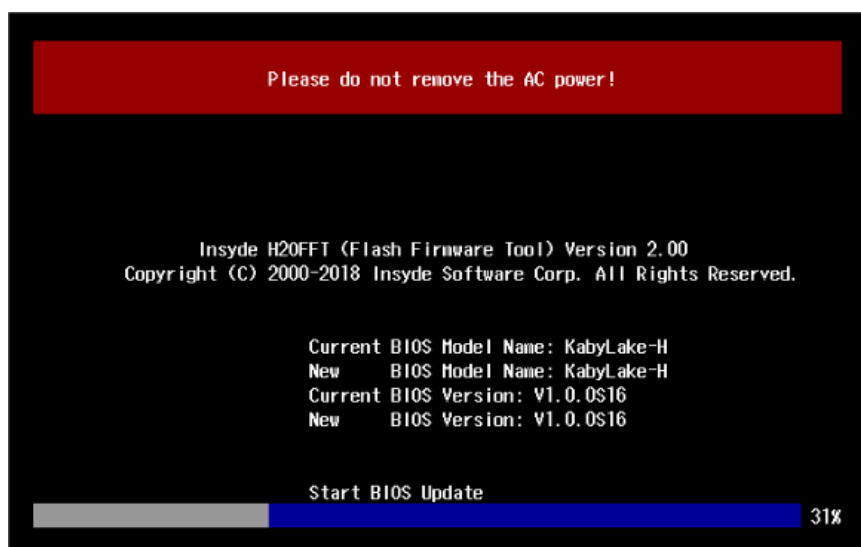 Please do not remove the AC power!
Insyde H2OFFT (Flash Firmware Tool) Version 2.00
Copyright (C) 2000-2018 Insyde Software Corp. All Rights Reserved.
Current BIOS Model Name: KabyLake-H
New BIOS Model Name: KabyLake-H
Current BIOS Version: V1.0.0S16
New BIOS Version: V1.0.0S16
Start BIOS Update
31%